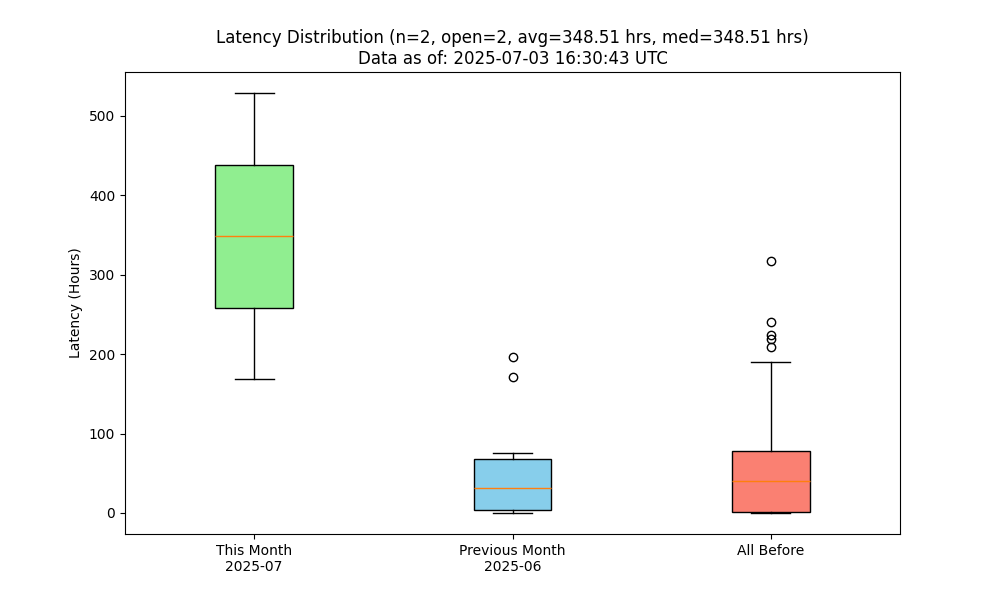 Latency Distribution (n=2, open=2, avg=348.51 hrs, med=348.51 hrs)
Data as of: 2025-07-03 16:30:43 UTC
Latency (Hours)
500
400
300
200
100
0
This Month
2025-07
Previous Month
2025-06
All Before